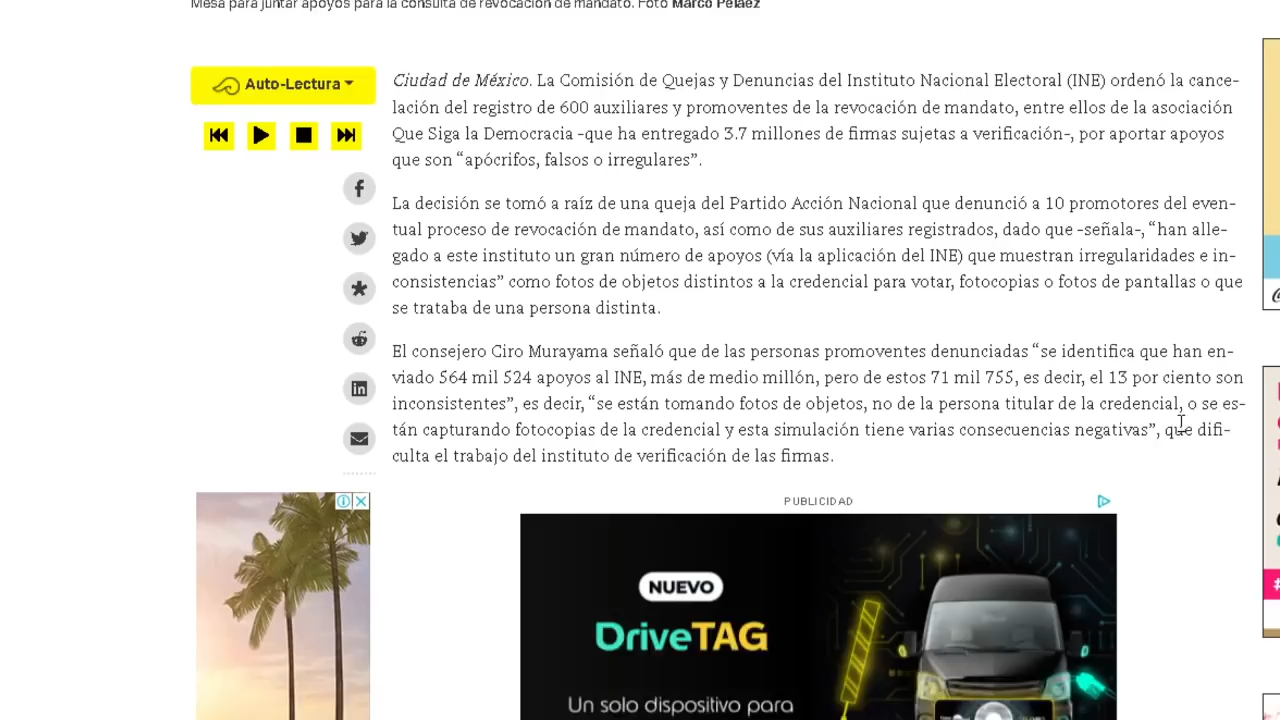 Mesa para juntar apoyos para la consulta de revocación de mandato. Foto Marco Peláez
Auto-Lectura
Ciudad de México. La Comisión de Quejas y Denuncias del Instituto Nacional Electoral (INE) ordenó la cance-
lación del registro de 600 auxiliares y promoventes de la revocación de mandato, entre ellos de la asociación
Que Siga la Democracia -que ha entregado 3.7 millones de firmas sujetas a verificación-, por aportar apoyos
que son “apócrifos, falsos o irregulares”.
La decisión se tomó a raíz de una queja del Partido Acción Nacional que denunció a 10 promotores del even-
tual proceso de revocación de mandato, así como de sus auxiliares registrados, dado que -señala-, “han alle-
gado a este instituto un gran número de apoyos (vía la aplicación del INE) que muestran irregularidades e in-
consistencias” como fotos de objetos distintos a la credencial para votar, fotocopias o fotos de pantallas o que
se trataba de una persona distinta.
El consejero Ciro Murayama señaló que de las personas promoventes denunciadas “se identifica que han en-
viado 564 mil 524 apoyos al INE, más de medio millón, pero de estos 71 mil 755, es decir, el 13 por ciento son
inconsistentes”, es decir, “se están tomando fotos de objetos, no de la persona titular de la credencial, o se es-
tán capturando fotocopias de la credencial y esta simulación tiene varias consecuencias negativas”, que difi-
culta el trabajo del instituto de verificación de las firmas.
PUBLICIDAD
NUEVO
DriveTAG
Un solo dispositivo para